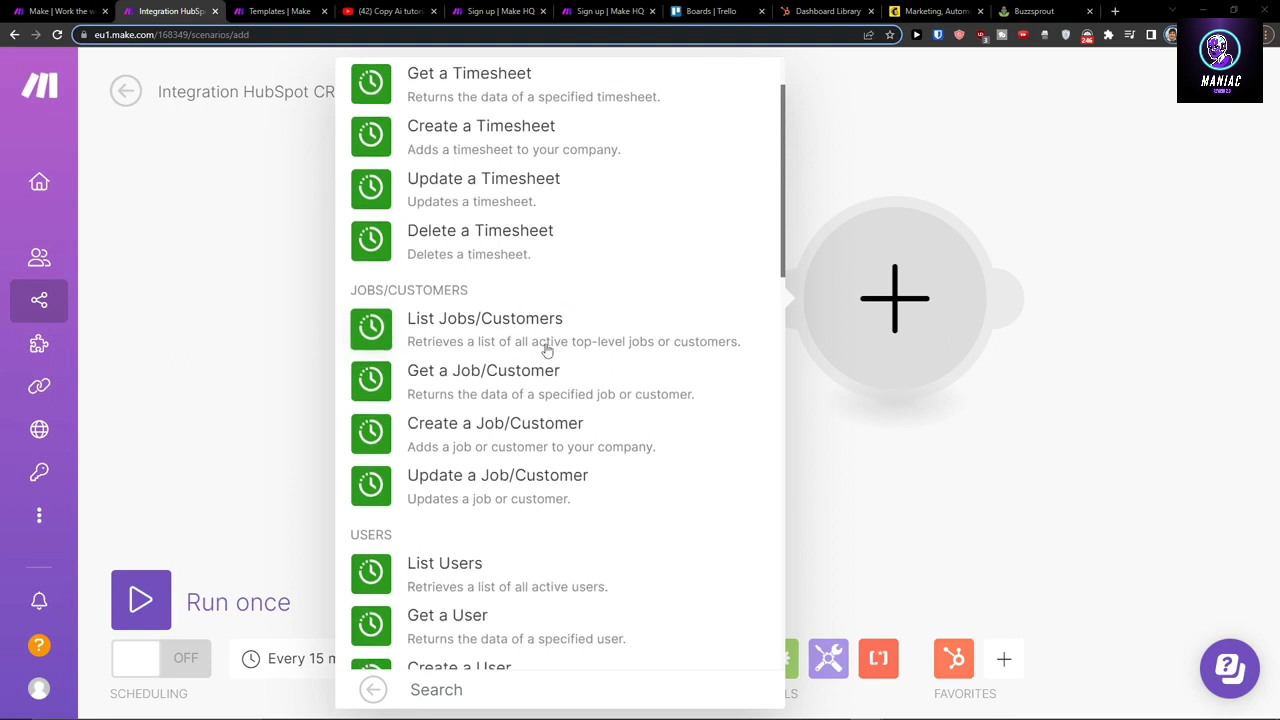 Make | Work the w
Integration HubSpot
Templates | Make
(42) Copy Ai tutori
Sign up | Make HQ
Sign up | Make HQ
Boards | Trello
Dashboard Library
Marketing, Autom
Buzzsprout
eu1.make.com/168349/scenarios/add
MANIAC
Integration HubSpot CR
Get a Timesheet
Returns the data of a specified timesheet.
Create a Timesheet
Adds a timesheet to your company.
Update a Timesheet
Updates a timesheet.
Delete a Timesheet
Deletes a timesheet.
JOBS/CUSTOMERS
List Jobs/Customers
Retrieves a list of all active top-level jobs or customers.
Get a Job/Customer
Returns the data of a specified job or customer.
Create a Job/Customer
Adds a job or customer to your company.
Update a Job/Customer
Updates a job or customer.
USERS
List Users
Retrieves a list of all active users.
Get a User
Returns the data of a specified user.
Create a User
Search
Run once
OFF
Every 15 m
SCHEDULING
LS
FAVORITES